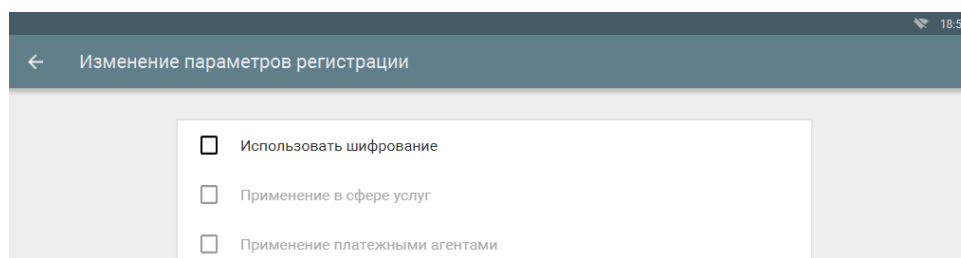 18:5
Изменение параметров регистрации
Использовать шифрование
Применение в сфере услуг
Применение платежными агентами